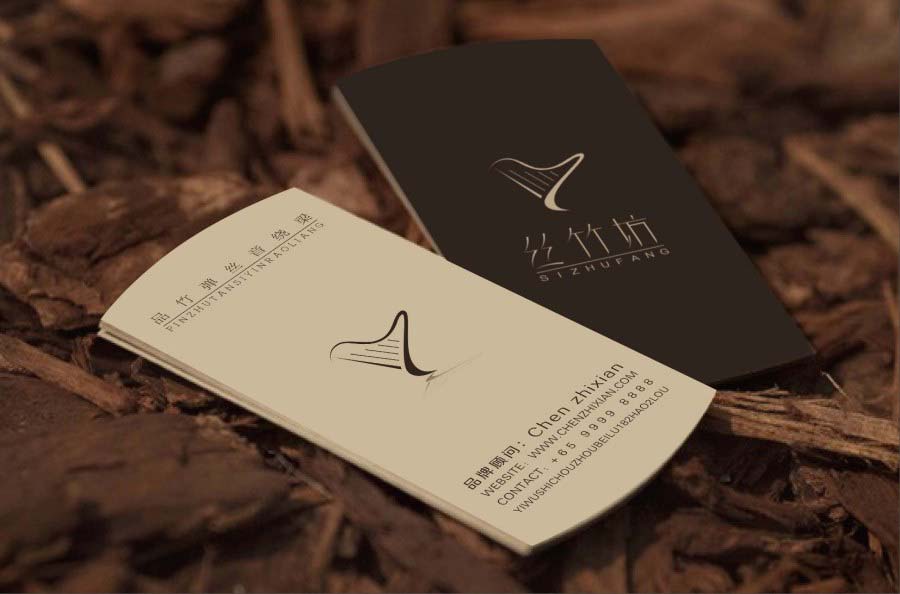 品竹弹丝音绕梁
PINZHUTANSIYINRAOLIANG
品牌顾问：Chen zhixian
WEBSITE: WWW.CHENZHIXIAN.COM
CONTACT: +65 9999 8888
YIWUSHICHOUZHOUBEILU182HAO2LOU
丝竹坊
SIZHUFANG